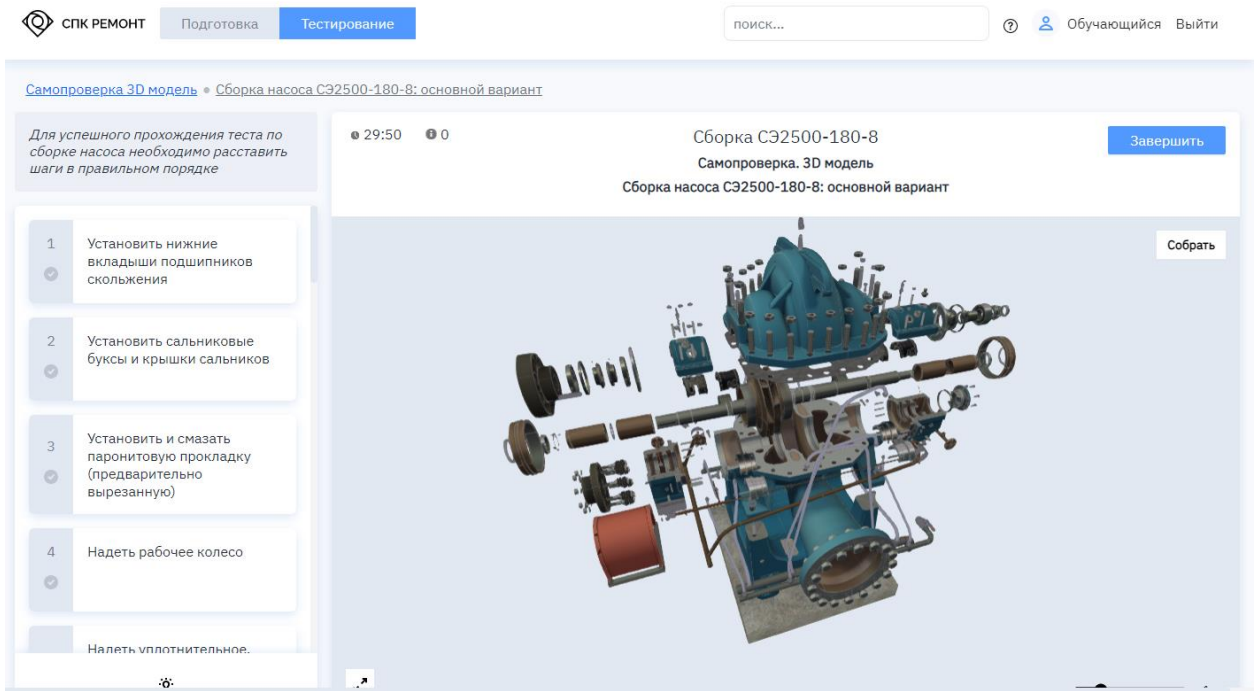 СПК РЕМОНТ Подготовка Тестирование поиск... Обучающийся Выйти
Самопроверка 3D модель • Сборка насоса СЭ2500-180-8: основной вариант
Для успешного прохождения теста по
сборке насоса необходимо расставить
шаги в правильном порядке
29:50 0
Сборка СЭ2500-180-8
Завершить
Самопроверка. 3D модель
Сборка насоса СЭ2500-180-8: основной вариант
Собрать
1 Установить нижние
вкладыши подшипников
скольжения
2 Установить сальниковые
буксы и крышки сальников
3 Установить и смазать
паронитовую прокладку
(предварительно
вырезанную)
4 Надеть рабочее колесо
Надеть уплотнительное,